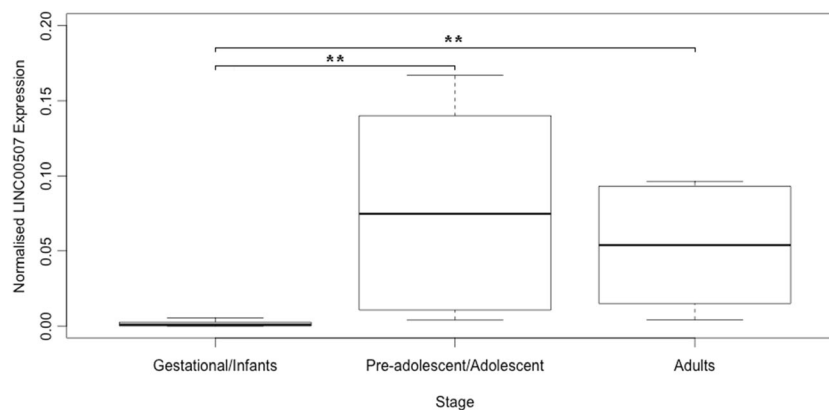 0.20
**
**
0.15
0.10
0.05
0.00
Normalised LINC00507 Expression
Gestational/Infants Pre-adolescent/Adolescent Adults
Stage